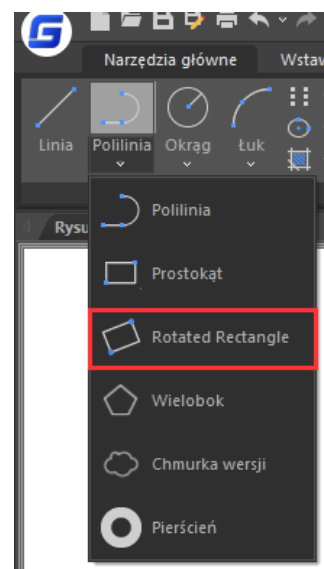 G
Narzędzia główne Wstaw
Linia Polilinia Okrąg Łuk
Rysu
Polilinia
Prostokąt
Rotated Rectangle
Wielobok
Chmurka wersji
Pierścień